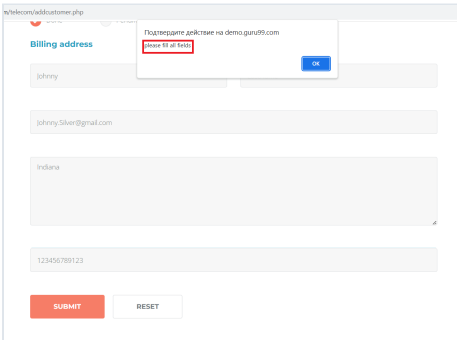 m/telecom/addcustomer.php
Подтвердите действие на demo.guru99.com
please fill all fields
OK
Billing address
Johnny
Johnny.Silver@gmail.com
Indiana
123456789123
SUBMIT
RESET